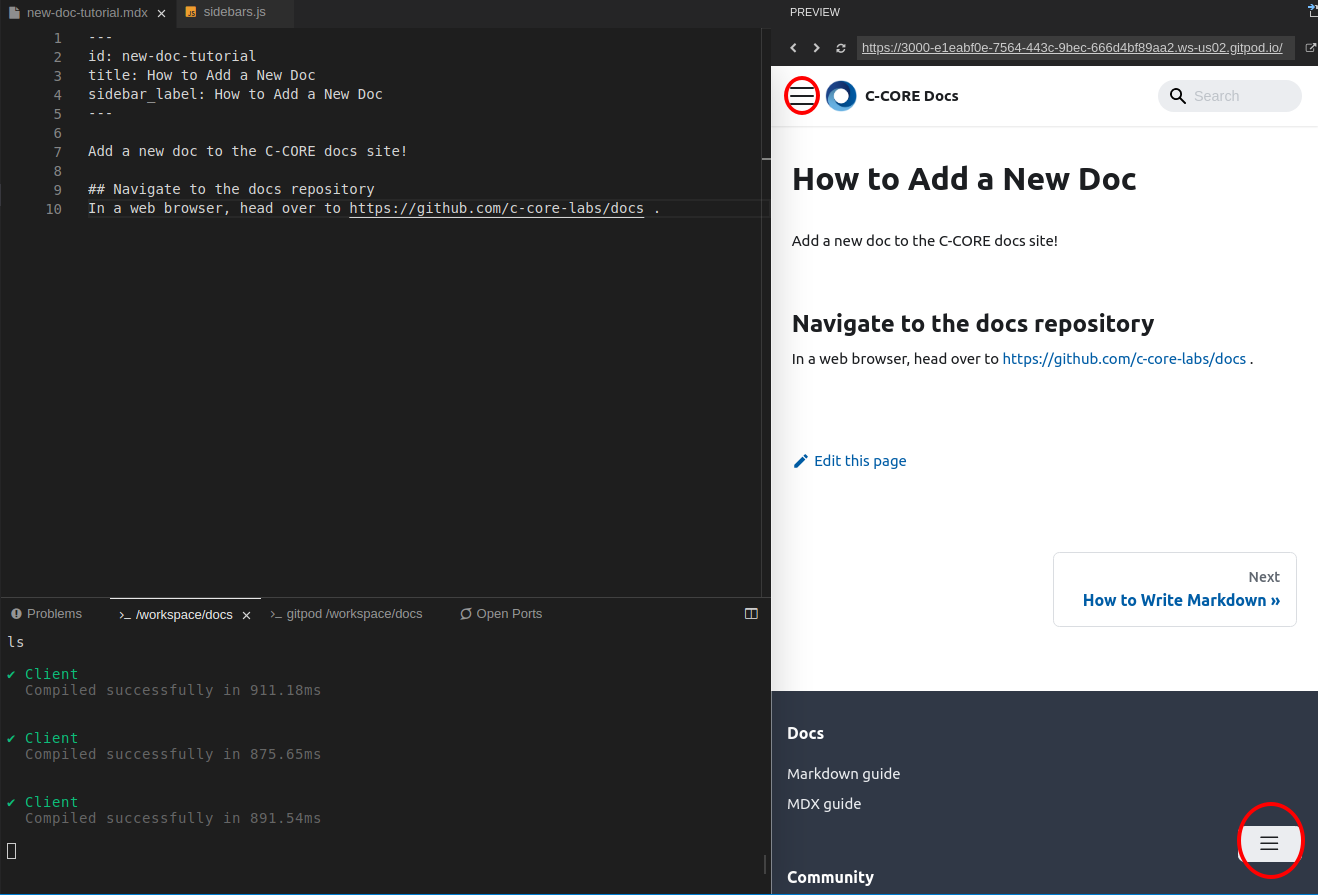 new-doc-tutorial.mdx
sidebars.js
1 ---
2 id: new-doc-tutorial
3 title: How to Add a New Doc
4 sidebar_label: How to Add a New Doc
5 ---
6
7 Add a new doc to the C-CORE docs site!
8
9 ## Navigate to the docs repository
10 In a web browser, head over to https://github.com/c-core-labs/docs .
Problems
>_ /workspace/docs
>_ gitpod /workspace/docs
Open Ports
ls
✔ Client
Compiled successfully in 911.18ms
✔ Client
Compiled successfully in 875.65ms
✔ Client
Compiled successfully in 891.54ms
PREVIEW
https://3000-e1eabf0e-7564-443c-9bec-666d4bf89aa2.ws-us02.gitpod.io/
C-CORE Docs
Search
How to Add a New Doc
Add a new doc to the C-CORE docs site!
Navigate to the docs repository
In a web browser, head over to https://github.com/c-core-labs/docs .
Edit this page
Next
How to Write Markdown »
Docs
Markdown guide
MDX guide
Community